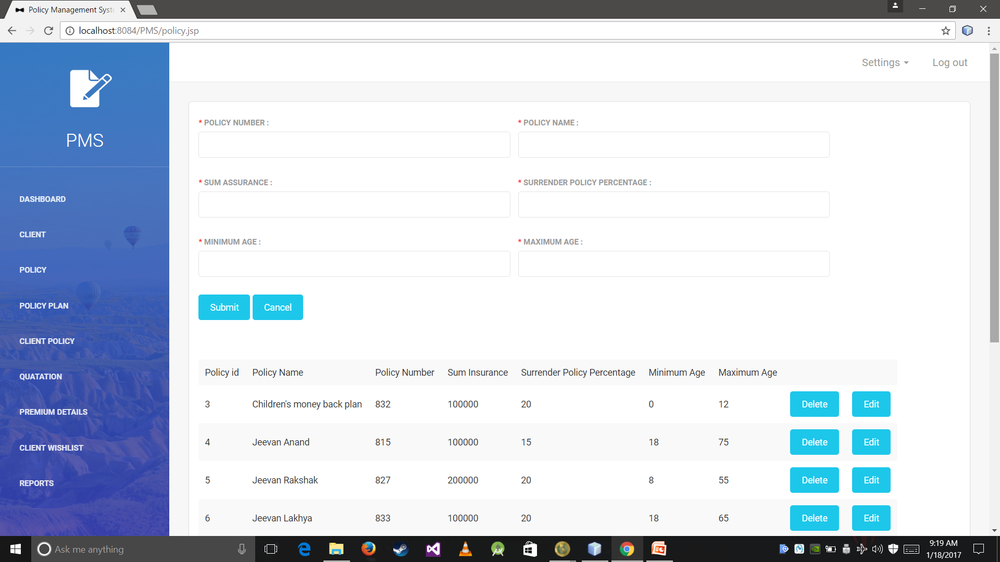 Policy Management Syste
localhost:8084/PMS/policy.jsp
PMS
DASHBOARD
CLIENT
POLICY
POLICY PLAN
CLIENT POLICY
QUATATION
PREMIUM DETAILS
CLIENT WISHLIST
REPORTS
Settings Log out
* POLICY NUMBER : * POLICY NAME :
* SUM ASSURANCE : * SURRENDER POLICY PERCENTAGE :
* MINIMUM AGE : * MAXIMUM AGE :
Submit Cancel
Policy id Policy Name Policy Number Sum Insurance Surrender Policy Percentage Minimum Age Maximum Age
3 Children's money back plan 832 100000 20 0 12 Delete Edit
4 Jeevan Anand 815 100000 15 18 75 Delete Edit
5 Jeevan Rakshak 827 200000 20 8 55 Delete Edit
6 Jeevan Lakhya 833 100000 20 18 65 Delete Edit
Ask me anything
9:19 AM
1/18/2017